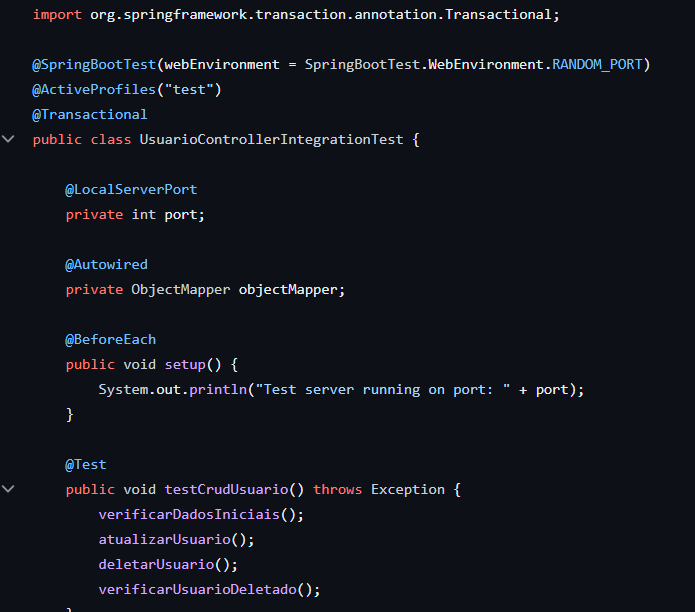 import org.springframework.transaction.annotation.Transactional;
@SpringBootTest(webEnvironment = SpringBootTest.WebEnvironment.RANDOM_PORT)
@ActiveProfiles("test")
@Transactional
public class UsuarioControllerIntegrationTest {
@LocalServerPort
private int port;
@Autowired
private ObjectMapper objectMapper;
@BeforeEach
public void setup() {
System.out.println("Test server running on port: " + port);
}
@Test
public void testCrudUsuario() throws Exception {
verificarDadosIniciais();
atualizarUsuario();
deletarUsuario();
verificarUsuarioDeletado();
}